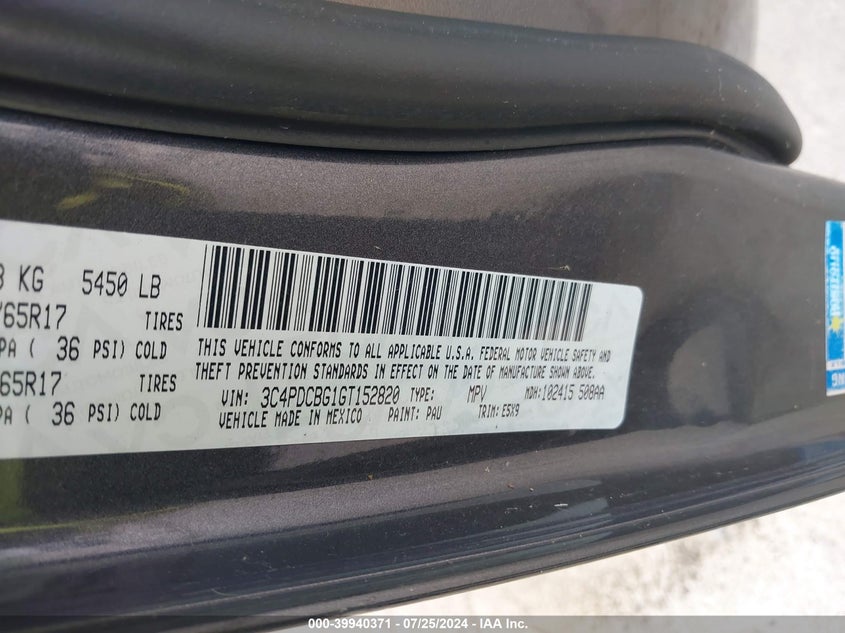 KG 5450 LB
65R17 TIRES
PA ( 36 PSI) COLD
65R17 TIRES
PA ( 36 PSI) COLD
THIS VEHICLE CONFORMS TO ALL APPLICABLE U.S.A. FEDERAL MOTOR VEHICLE SAFETY AND
THEFT PREVENTION STANDARDS IN EFFECT ON THE DATE OF MANUFACTURE SHOWN ABOVE.
VIN: 3C4PDCBG1GT152820 TYPE: MPV MDH:102415 508AA
VEHICLE MADE IN MEXICO PAINT: PAU TRIM: E5X9
000-39940371 - 07/25/2024 - IAA Inc.